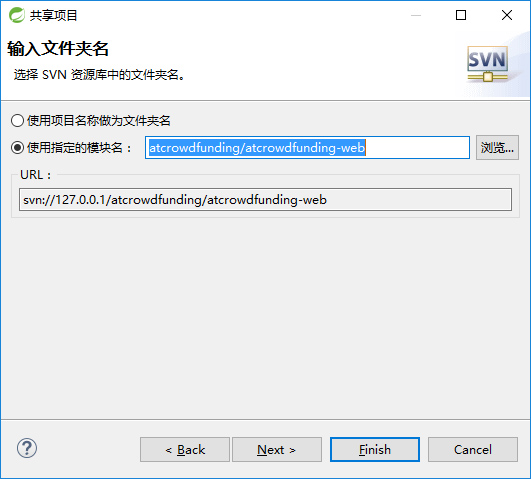 共享项目
输入文件夹名
选择 SVN 资源库中的文件夹名。
SVN
使用项目名称做为文件夹名
使用指定的模块名： atcrowdfunding/atcrowdfunding-web 浏览...
URL：
svn://127.0.0.1/atcrowdfunding/atcrowdfunding-web
? < Back Next > Finish Cancel